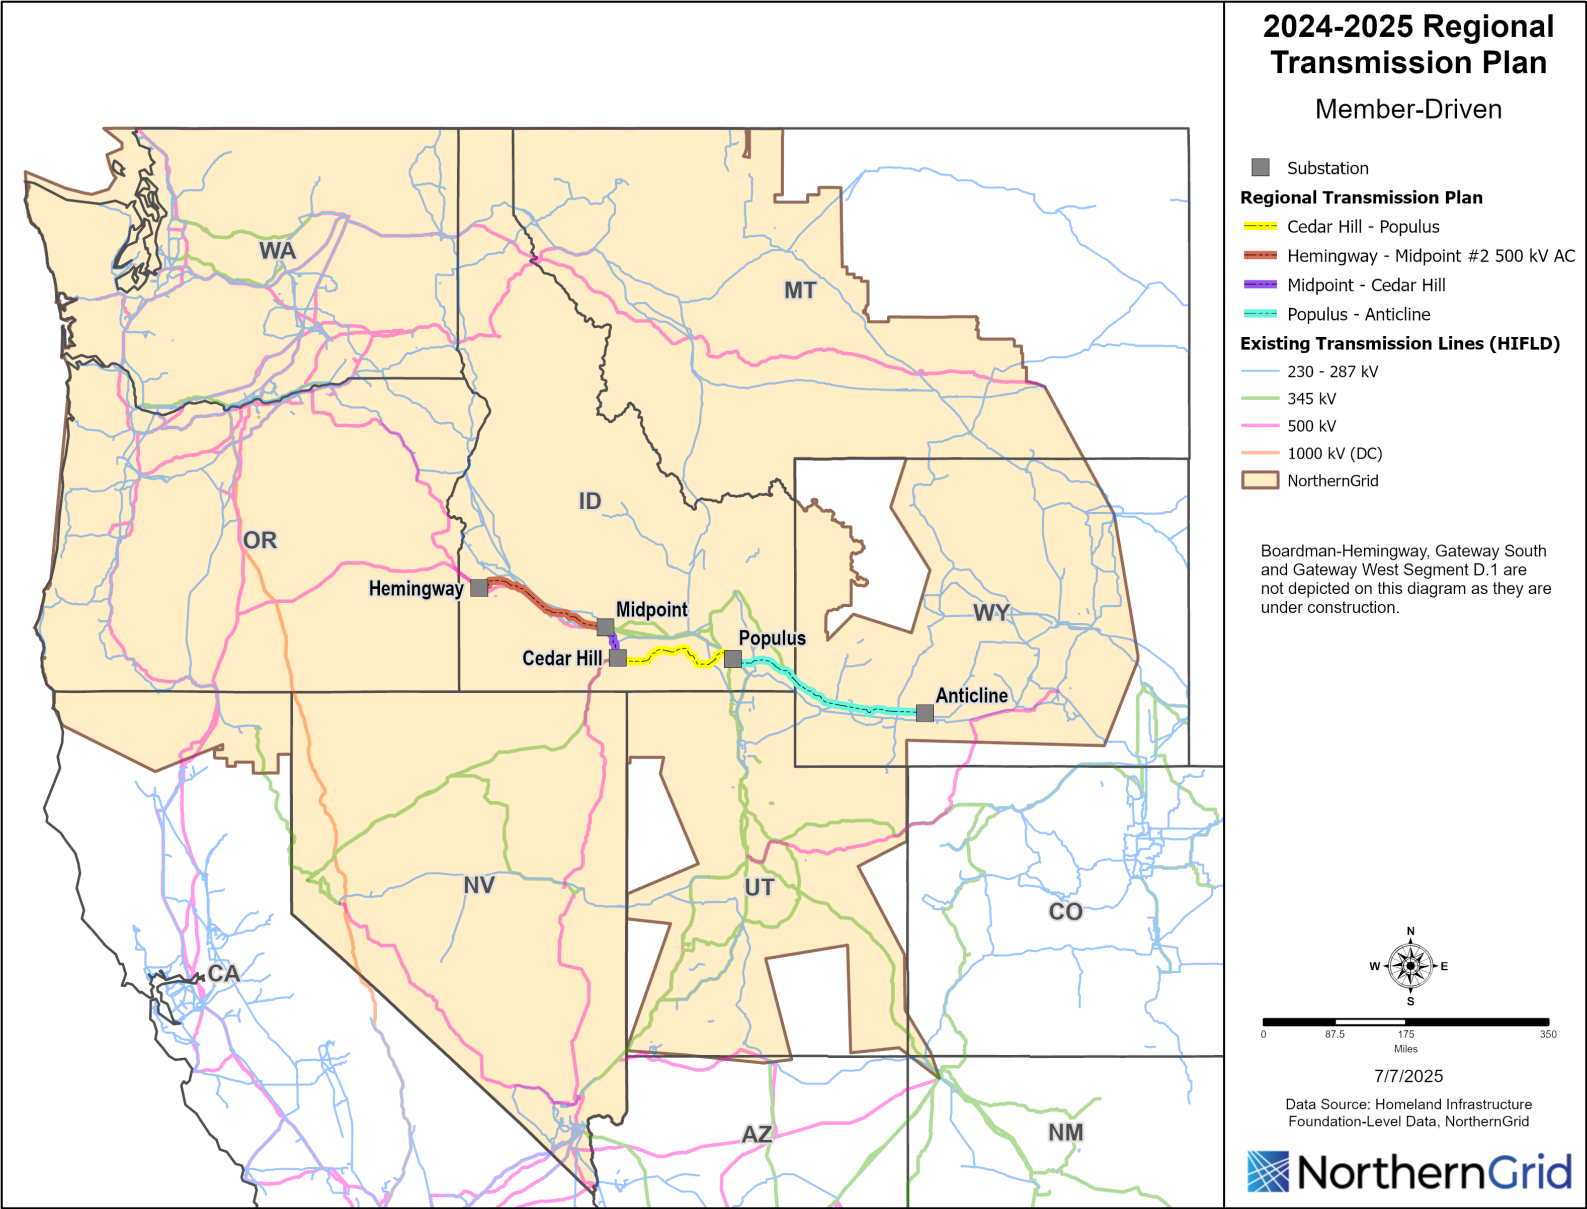 2024-2025 Regional
Transmission Plan
Member-Driven
Substation
Regional Transmission Plan
Cedar Hill - Populus
Hemingway - Midpoint #2 500 kV AC
Midpoint - Cedar Hill
Populus - Anticline
Existing Transmission Lines (HIFLD)
230 - 287 kV
345 kV
500 kV
1000 kV (DC)
NorthernGrid
Boardman-Hemingway, Gateway South
and Gateway West Segment D.1 are
not depicted on this diagram as they are
under construction.
N
W
E
S
0
87.5
175
350
Miles
7/7/2025
Data Source: Homeland Infrastructure
Foundation-Level Data, NorthernGrid
NorthernGrid
WA
MT
ID
OR
Hemingway
Midpoint
WY
Populus
Cedar Hill
Anticline
NV
UT
CO
CA
AZ
NM